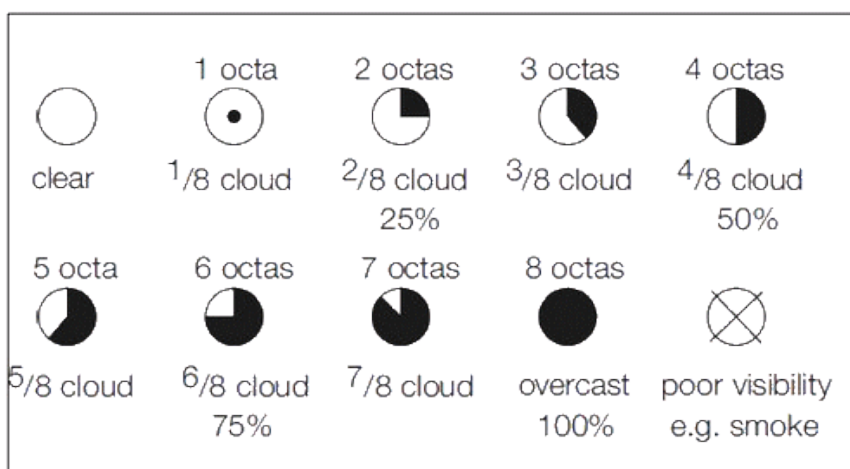 1 octa 2 octas 3 octas 4 octas
clear 1/8 cloud 2/8 cloud 3/8 cloud 4/8 cloud
25% 50%
5 octa 6 octas 7 octas 8 octas
5/8 cloud 6/8 cloud 7/8 cloud overcast poor visibility
75% 100% e.g. smoke